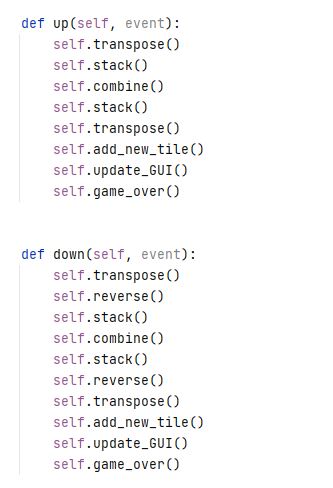 def up(self, event):
    self.transpose()
    self.stack()
    self.combine()
    self.stack()
    self.transpose()
    self.add_new_tile()
    self.update_GUI()
    self.game_over()

def down(self, event):
    self.transpose()
    self.reverse()
    self.stack()
    self.combine()
    self.stack()
    self.reverse()
    self.transpose()
    self.add_new_tile()
    self.update_GUI()
    self.game_over()